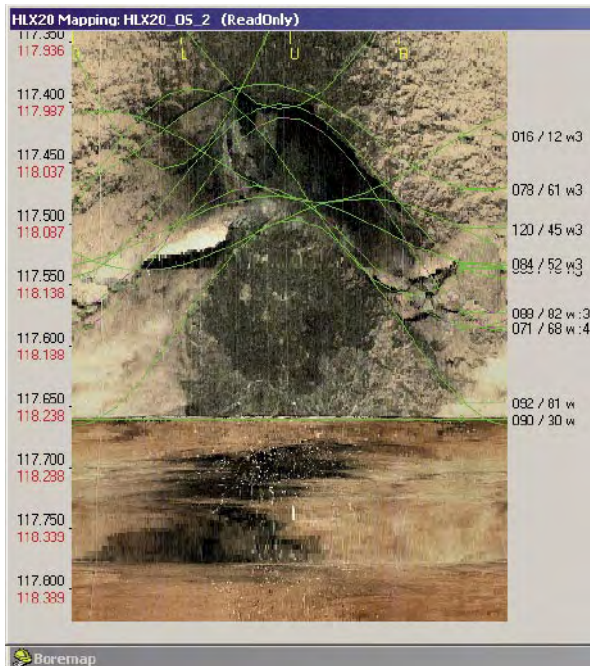 HLX20 Mapping: HLX20_OS_2 (ReadOnly)
117.350
117.936
L U B
117.400
117.987
016 / 12 w3
117.450
118.037
078 / 61 w3
117.500
118.087
120 / 45 w3
084 / 52 w3
117.550
118.138
117.600
118.188
071 / 68 w :4
117.650
118.238
092 / 81 w
090 / 30 w
117.700
118.288
117.750
118.339
117.800
118.389
Boremap